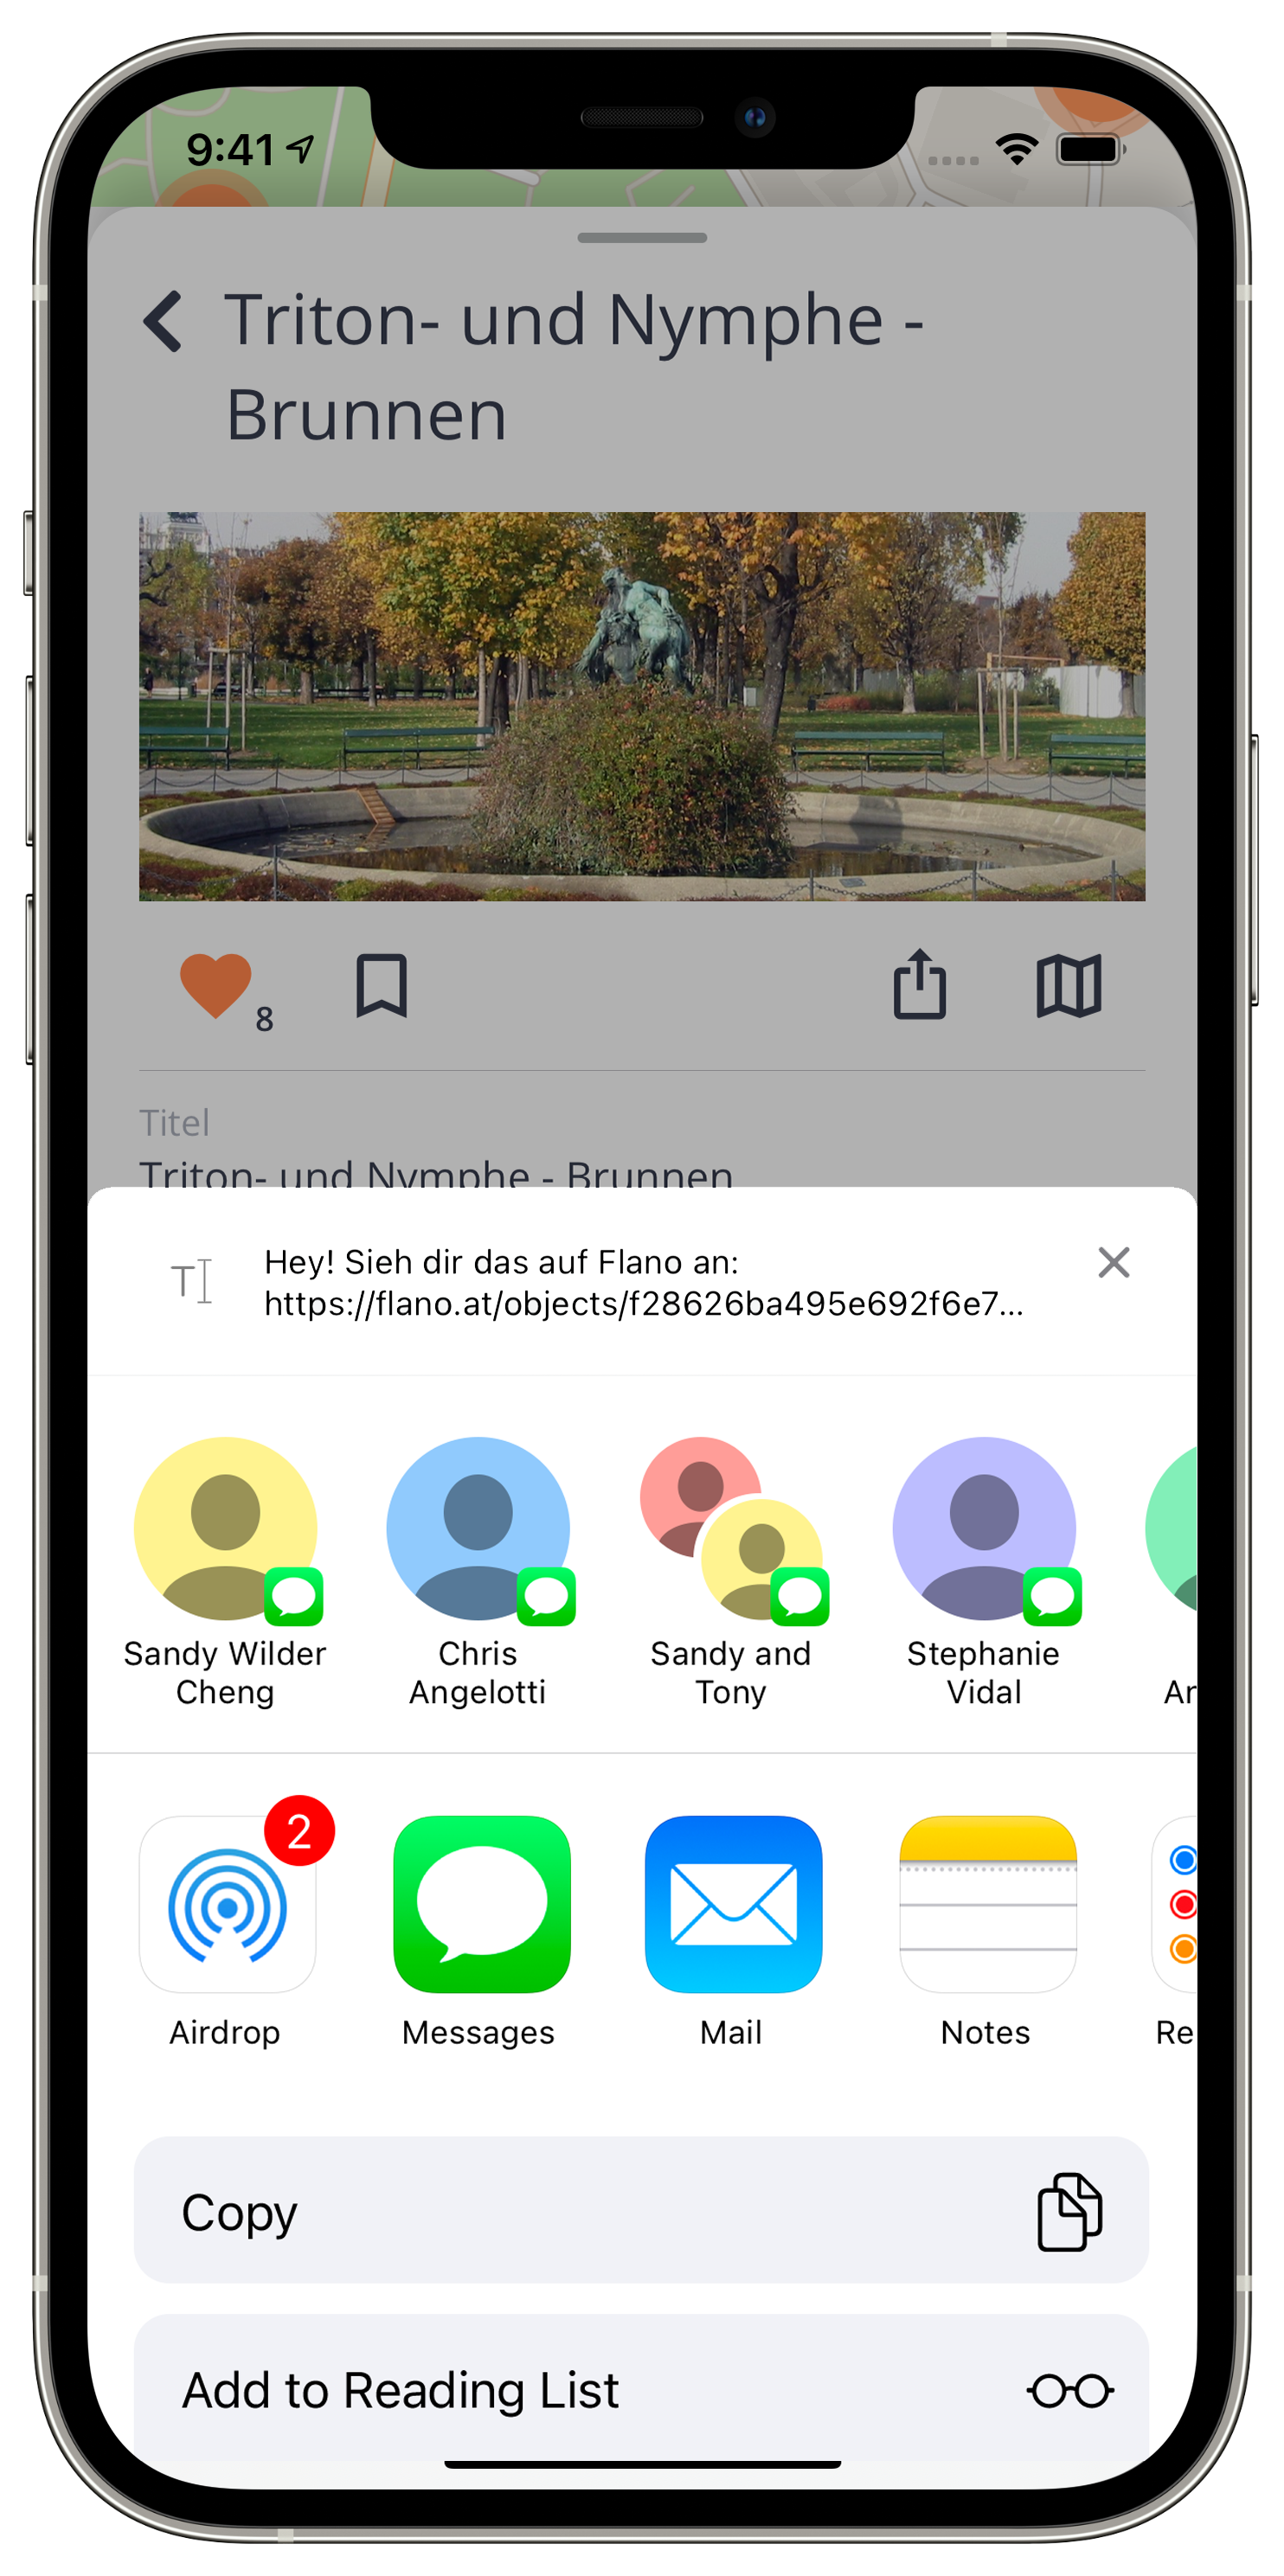 9:41
Triton- und Nymphe -
Brunnen
8
Titel
Triton- und Nymphe - Brunnen
Hey! Sieh dir das auf Flano an:
https://flano.at/objects/f28626ba495e692f6e7...
Sandy Wilder
Cheng
Chris
Angelotti
Sandy and
Tony
Stephanie
Vidal
Ar
2
Airdrop
Messages
Mail
Notes
Re
Copy
Add to Reading List